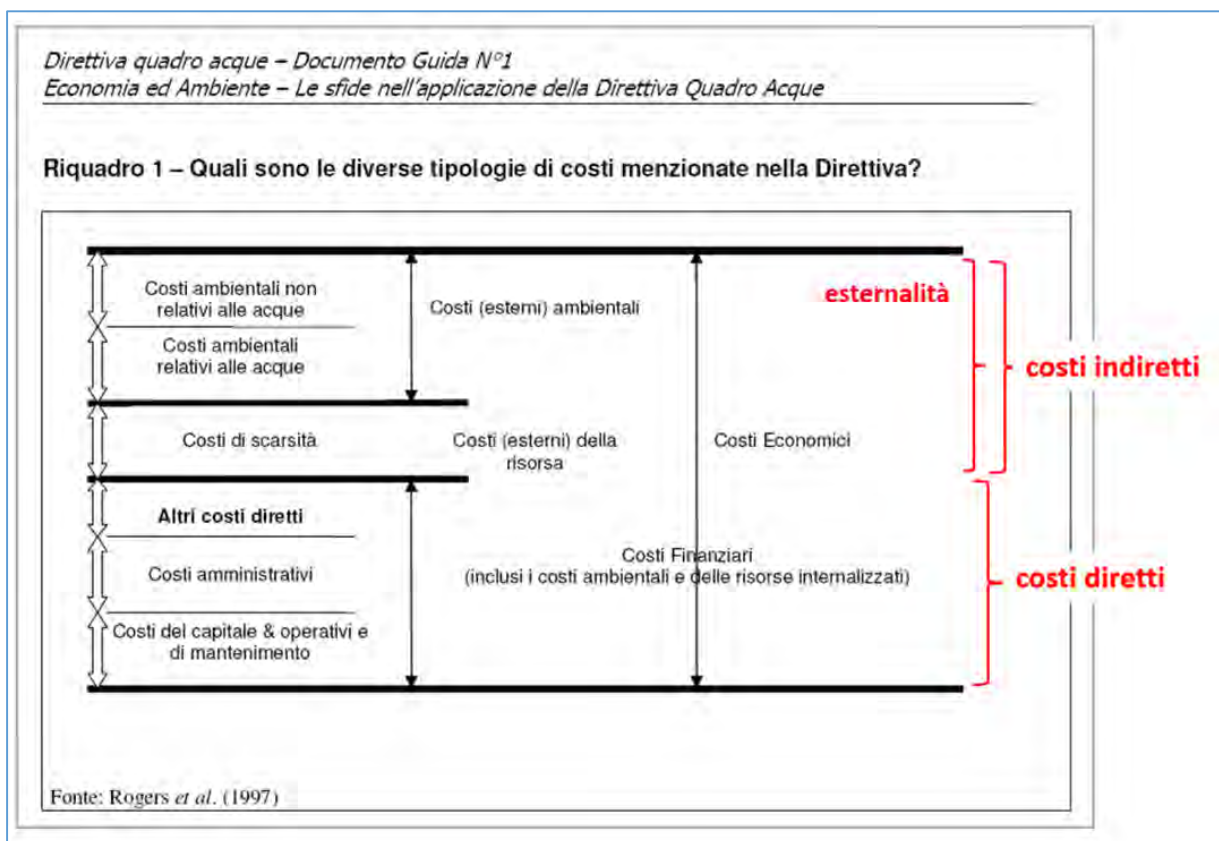 Direttiva quadro acque – Documento Guida N°1
Economia ed Ambiente – Le sfide nell'applicazione della Direttiva Quadro Acque
Riquadro 1 – Quali sono le diverse tipologie di costi menzionate nella Direttiva?
Costi ambientali non
relativi alle acque
Costi ambientali
relativi alle acque
Costi (esterni) ambientali
esternalità
costi indiretti
Costi di scarsità
Costi (esterni) della
risorsa
Costi Economici
Altri costi diretti
Costi amministrativi
Costi del capitale & operativi e
di mantenimento
Costi Finanziari
(inclusi i costi ambientali e delle risorse internalizzati)
costi diretti
Fonte: Rogers et al. (1997)